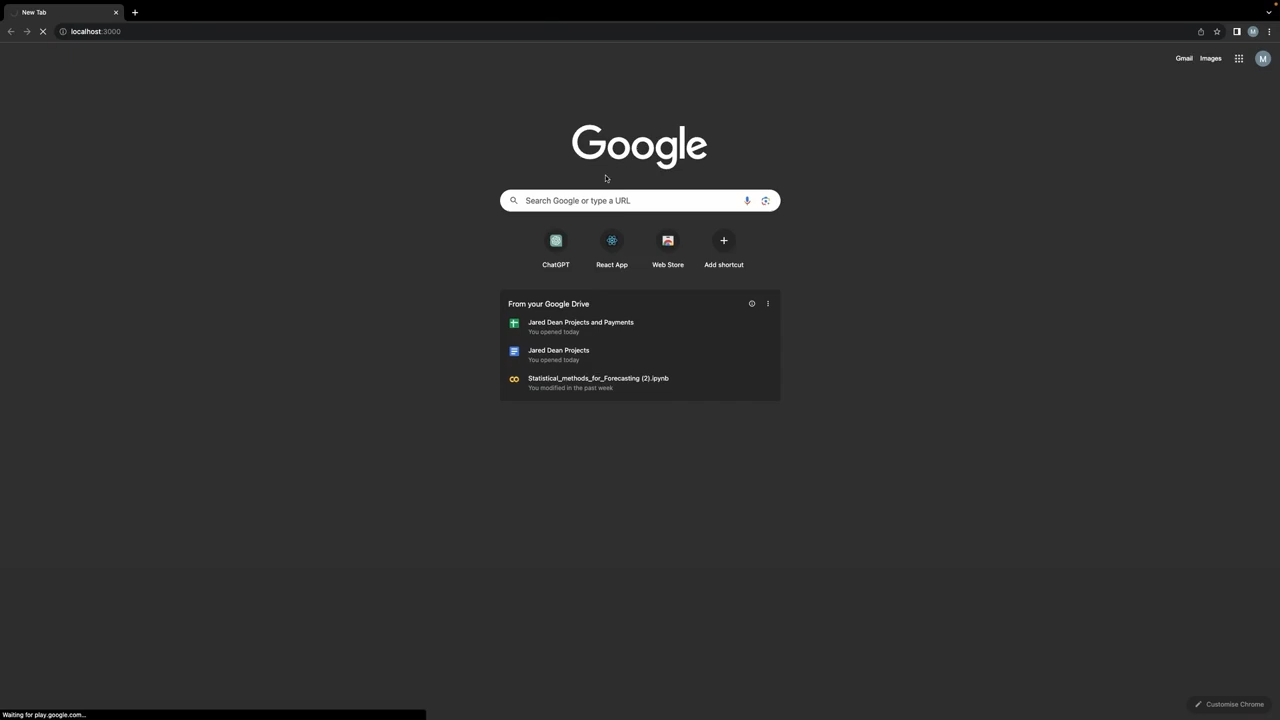 New Tab
localhost:3000
M
Gmail Images M
Google
Search Google or type a URL
ChatGPT React App Web Store Add shortcut
From your Google Drive
Jared Dean Projects and Payments
You opened today
Jared Dean Projects
You opened today
Statistical_methods_for_Forecasting (2).ipynb
You modified in the past week
Customise Chrome
Waiting for play.google.com...